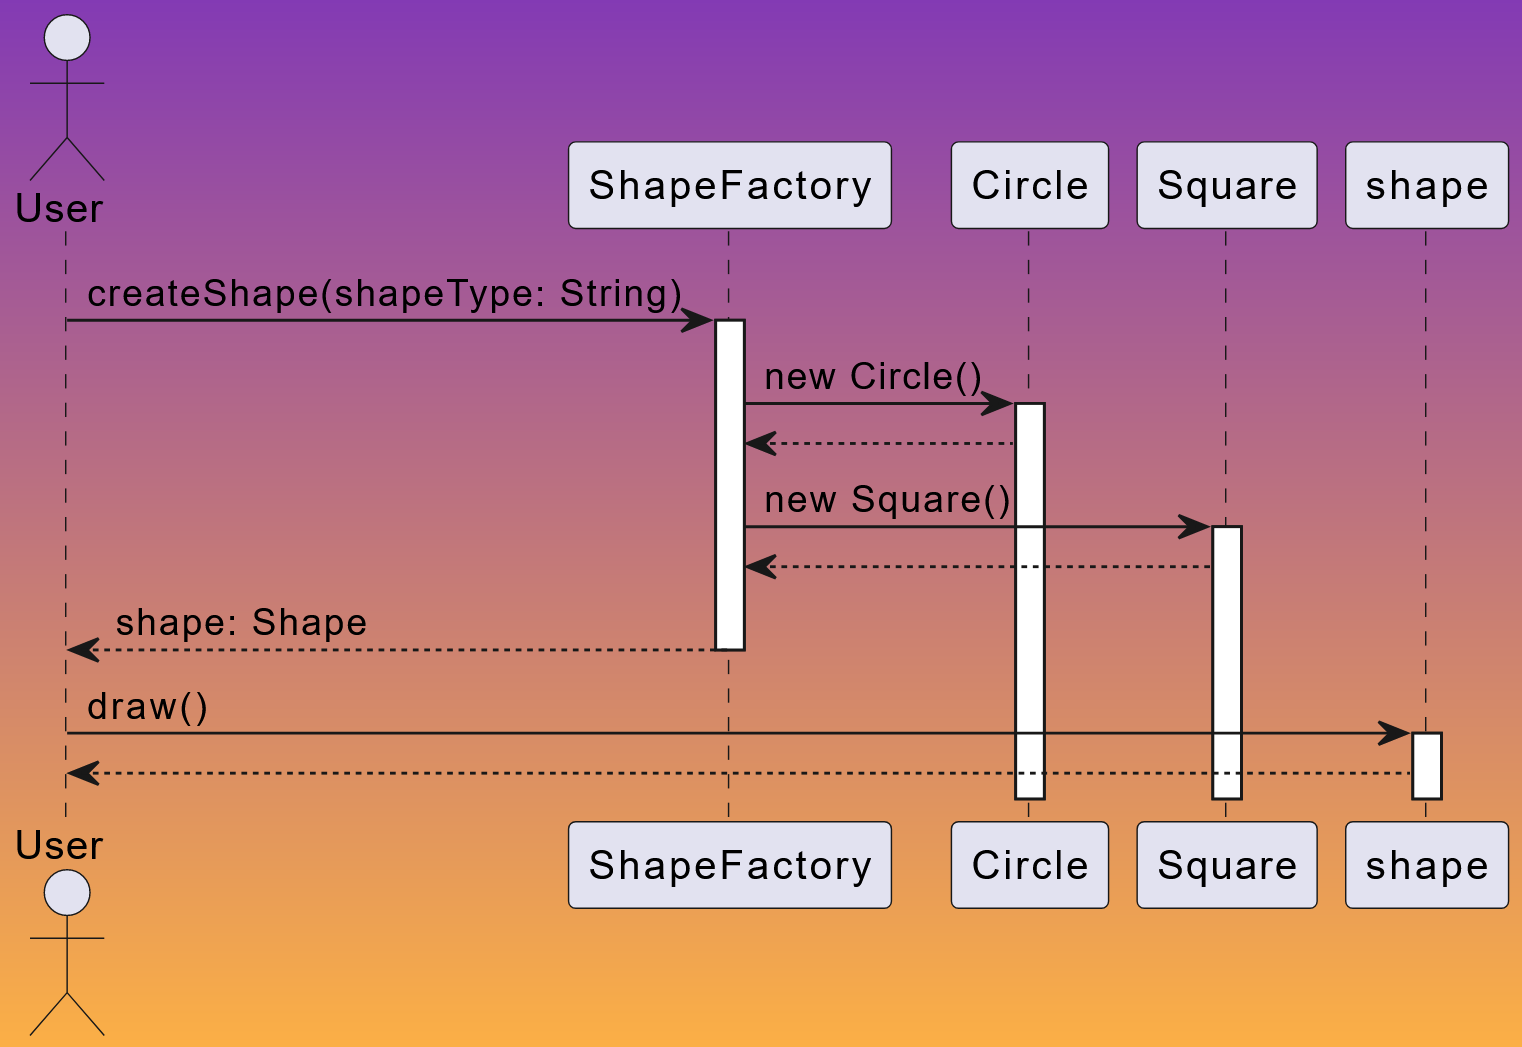 User
ShapeFactory
Circle
Square
shape
createShape(shapeType: String)
new Circle()
new Square()
shape: Shape
draw()
User
ShapeFactory
Circle
Square
shape